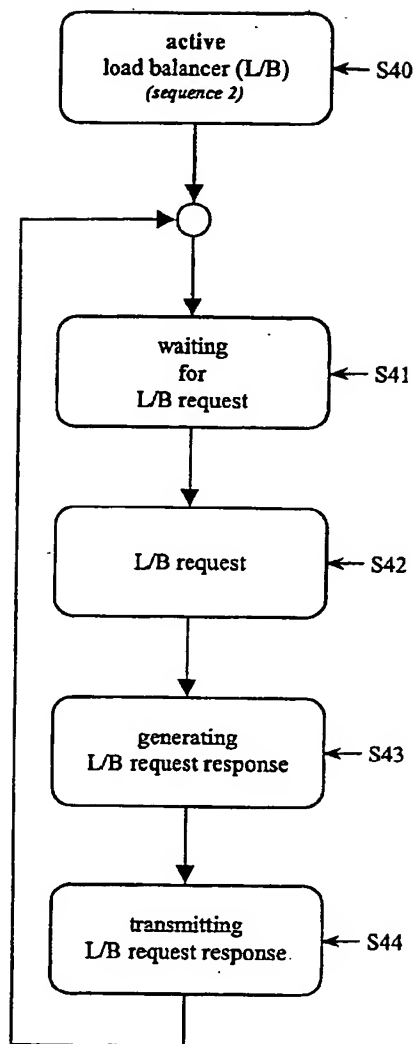 active
load balancer (L/B)
(sequence 2)
S40
waiting
for
L/B request
S41
L/B request
S42
generating
L/B request response
S43
transmitting
L/B request response
S44